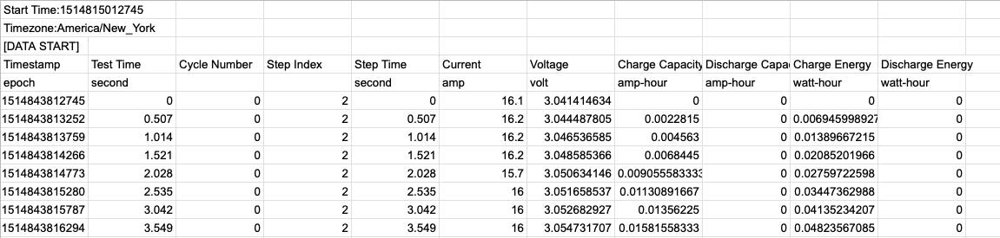 Start Time:1514815012745
Timezone:America/New_York
[DATA START]
Timestamp Test Time Cycle Number Step Index Step Time Current Voltage Charge Capacity Discharge Capa Charge Energy Discharge Energy
epoch second second amp volt amp-hour amp-hour watt-hour watt-hour
1514843812745 0 0 2 0 16.1 3.041414634 0 0 0 0
1514843813252 0.507 0 2 0.507 16.2 3.044487805 0.0022815 0 0.006945998927 0
1514843813759 1.014 0 2 1.014 16.2 3.046536585 0.004563 0 0.01389667215 0
1514843814266 1.521 0 2 1.521 16.2 3.048585366 0.0068445 0 0.02085201966 0
1514843814773 2.028 0 2 2.028 15.7 3.050634146 0.009055583333 0 0.02759722598 0
1514843815280 2.535 0 2 2.535 16 3.051658537 0.01130891667 0 0.03447362988 0
1514843815787 3.042 0 2 3.042 16 3.052682927 0.01356225 0 0.04135234207 0
1514843816294 3.549 0 2 3.549 16 3.054731707 0.01581558333 0 0.04823567085 0